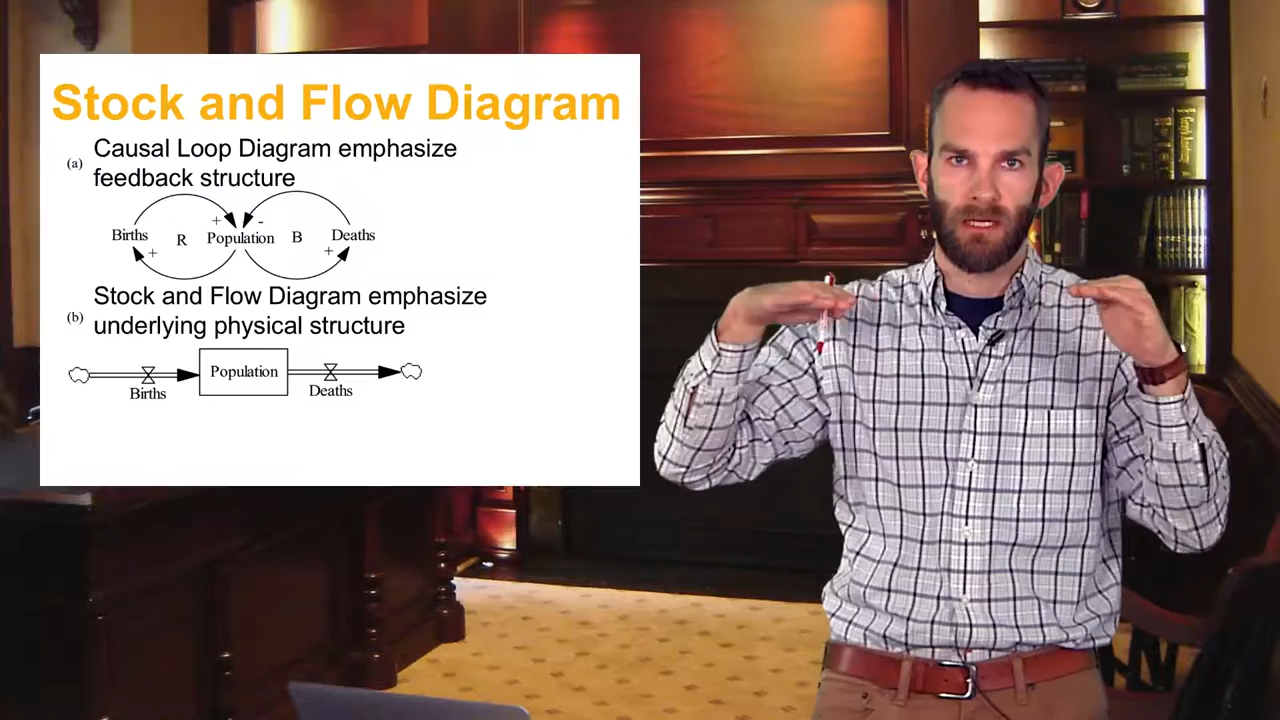 Stock and Flow Diagram
Causal Loop Diagram emphasize
(a)
feedback structure
+ -
Births R Population B Deaths
+ +
Stock and Flow Diagram emphasize
(b)
underlying physical structure
Population
Births Deaths